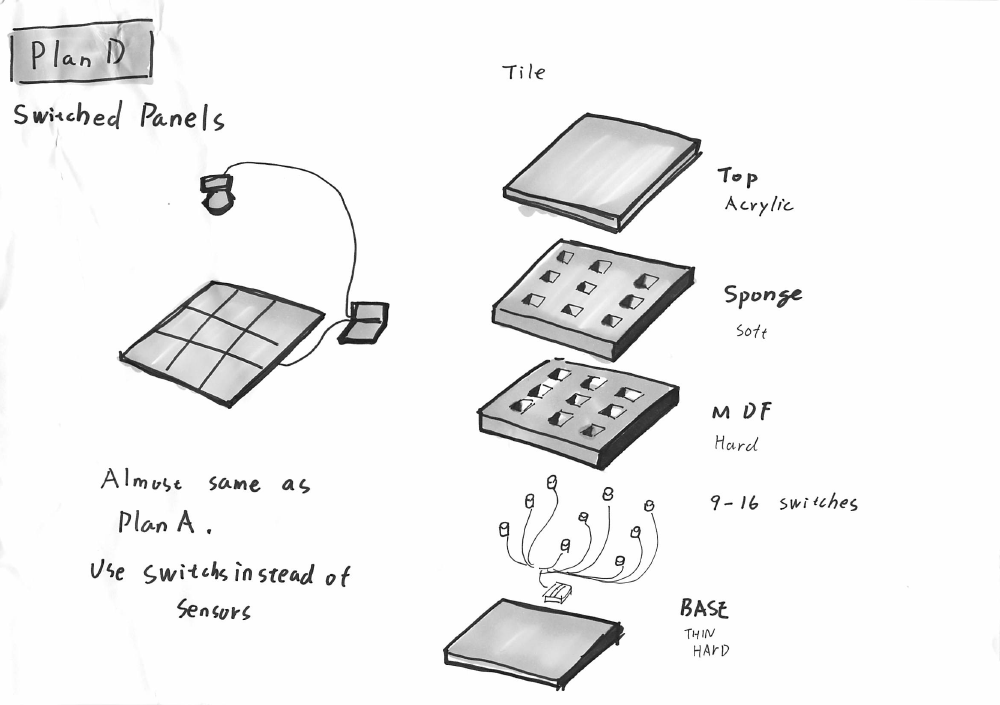 Plan D
Switched Panels
Almost same as
Plan A.
Use switchs instead of
sensors
Tile
Top
Acrylic
Sponge
Soft
MDF
Hard
9-16 switches
BASE
THIN
HARD